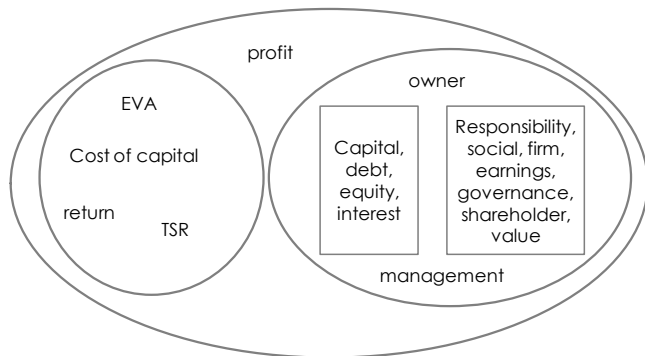 profit
EVA
Cost of capital
return
TSR
owner
Capital,
debt,
equity,
interest
Responsibility,
social, firm,
earnings,
governance,
shareholder,
value
management